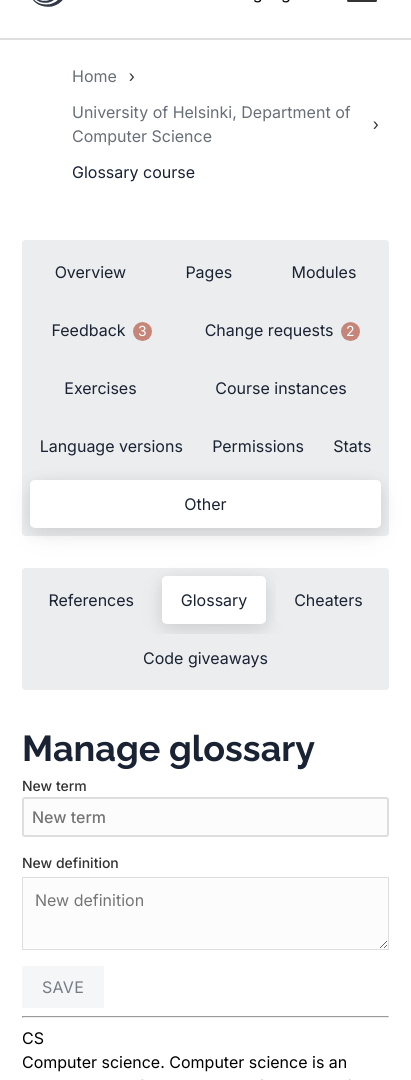 Home ›
University of Helsinki, Department of
Computer Science ›
Glossary course
Overview Pages Modules
Feedback 3 Change requests 2
Exercises Course instances
Language versions Permissions Stats
Other
References Glossary Cheaters
Code giveaways
Manage glossary
New term
New term
New definition
New definition
SAVE
CS
Computer science. Computer science is an